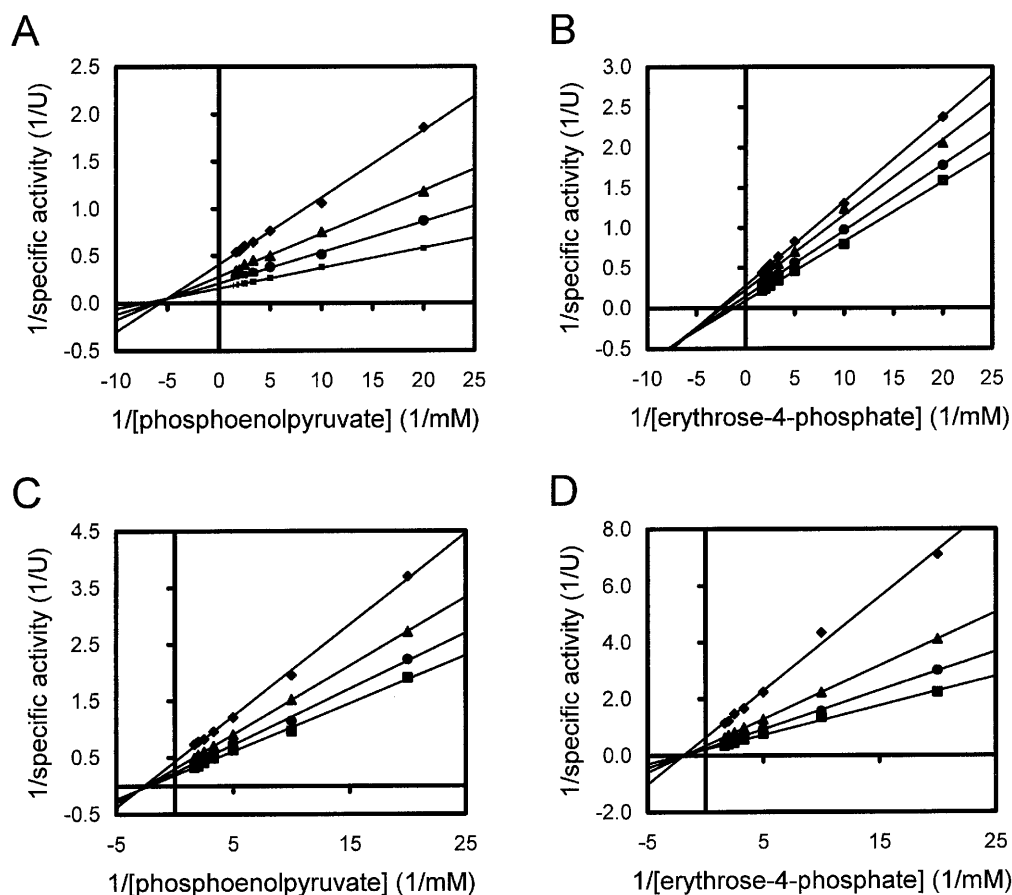 A
2.5
2.0
1.5
1.0
0.5
0.0
-0.5
1/specific activity (1/U)
-10 -5 0 5 10 15 20 25
1/[phosphoenolpyruvate] (1/mM)
B
3.0
2.5
2.0
1.5
1.0
0.5
0.0
-0.5
1/specific activity (1/U)
-10 -5 0 5 10 15 20 25
1/[erythrose-4-phosphate] (1/mM)
C
4.5
3.5
2.5
1.5
0.5
-0.5
1/specific activity (1/U)
-5 5 15 25
1/[phosphoenolpyruvate] (1/mM)
D
8.0
6.0
4.0
2.0
0.0
-2.0
1/specific activity (1/U)
-5 5 15 25
1/[erythrose-4-phosphate] (1/mM)